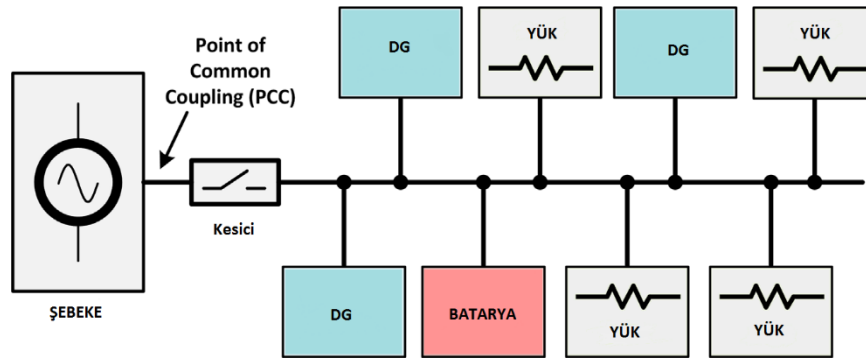 Point of
Common
Coupling (PCC)
DG
YÜK
DG
YÜK
Kesici
ŞEBEKE
DG
BATARYA
YÜK
YÜK